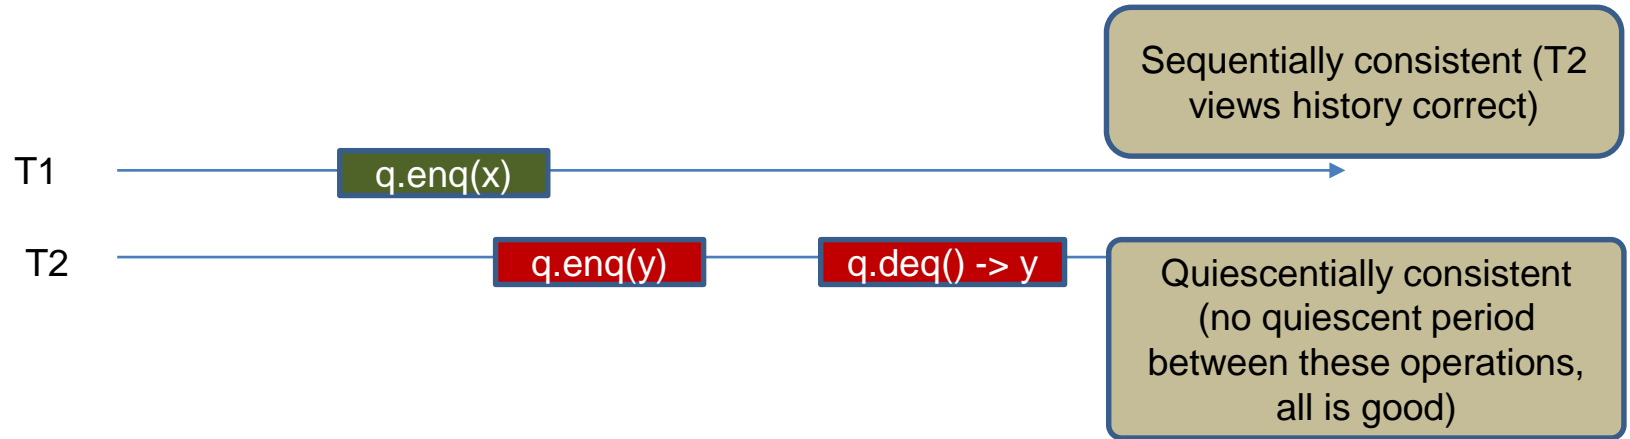 Sequentially consistent (T2
views history correct)
T1
q.enq(x)
T2
q.enq(y)
q.deq() -> y
Quiescentially consistent
(no quiescent period
between these operations,
all is good)